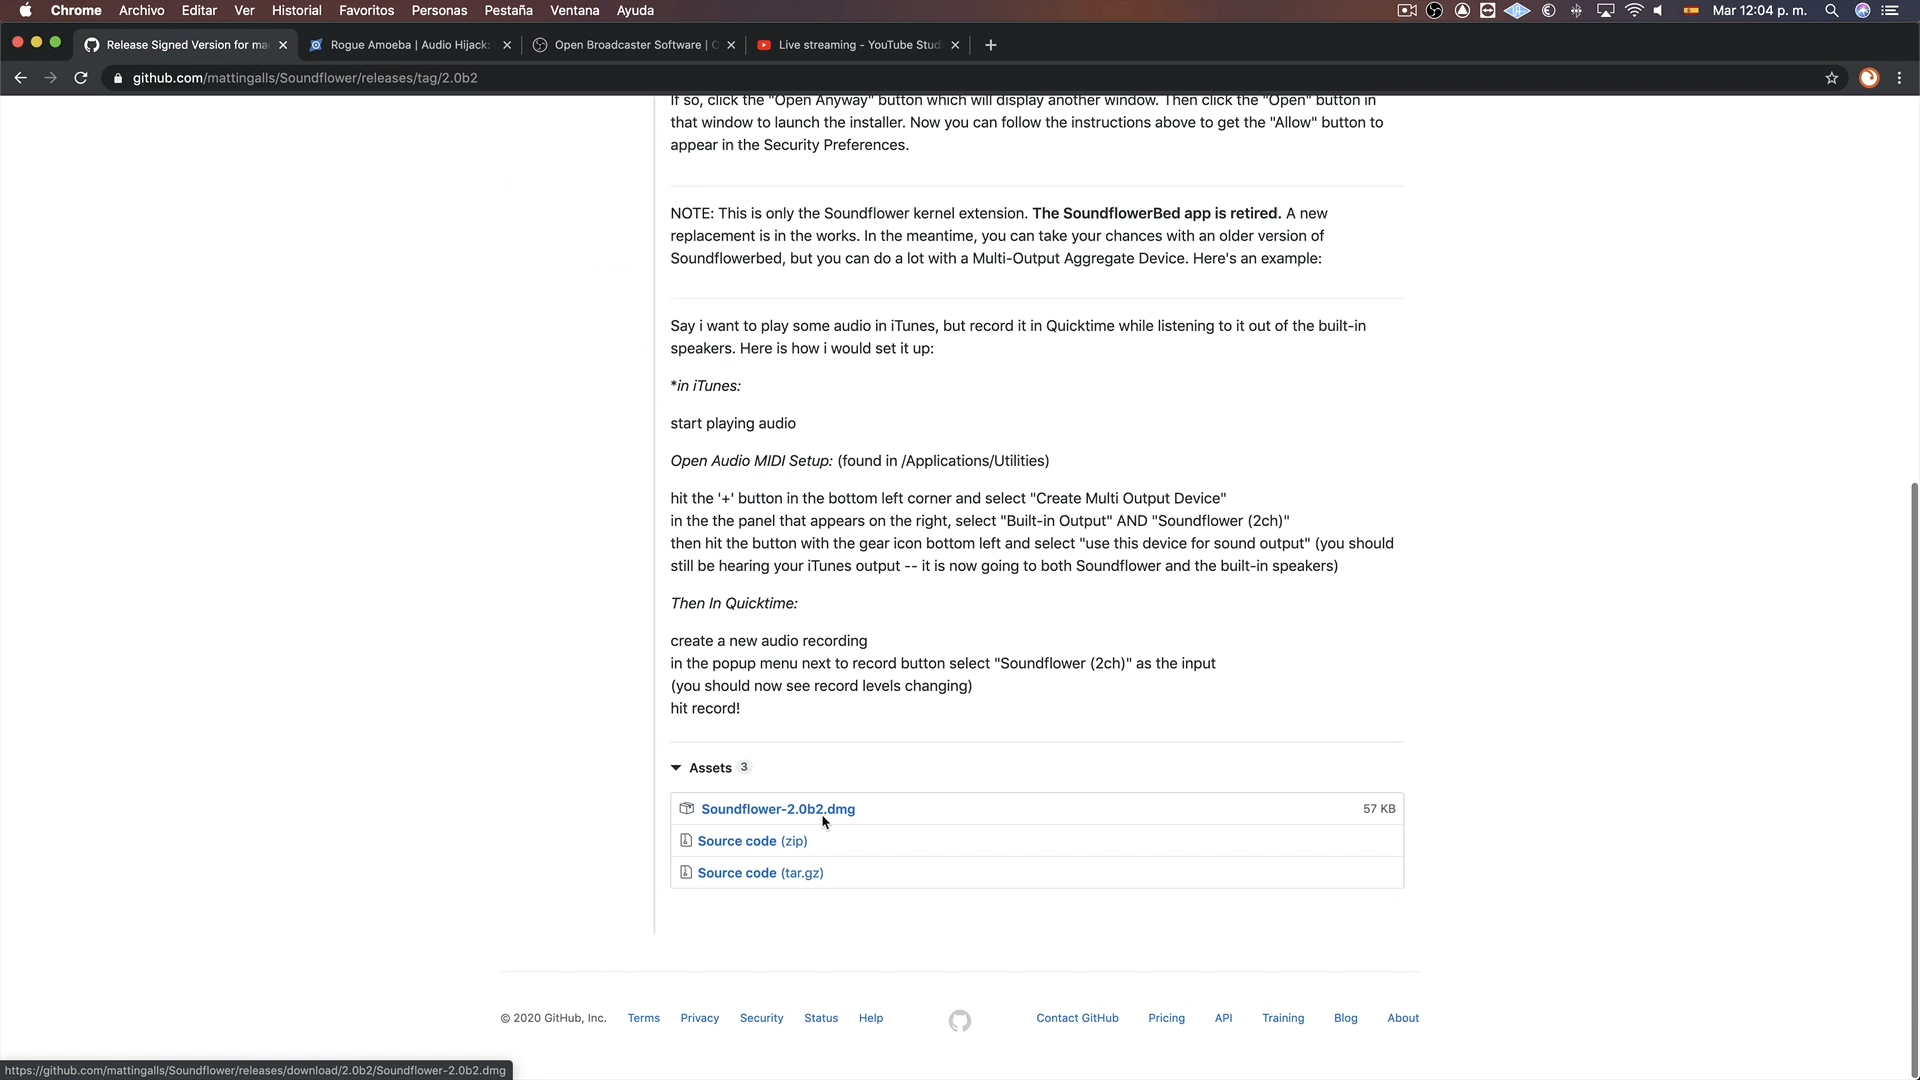 Chrome Archivo Editar Ver Historial Favoritos Personas Pestaña Ventana Ayuda Mar 12:04 p. m.
Release Signed Version for ma Rogue Amoeba | Audio Hijack: Open Broadcaster Software | Live streaming - YouTube Stud
github.com/mattingalls/Soundflower/releases/tag/2.0b2
If so, click the "Open Anyway" button which will display another window. Then click the "Open" button in
that window to launch the installer. Now you can follow the instructions above to get the "Allow" button to
appear in the Security Preferences.
NOTE: This is only the Soundflower kernel extension. The SoundflowerBed app is retired. A new
replacement is in the works. In the meantime, you can take your chances with an older version of
Soundflowerbed, but you can do a lot with a Multi-Output Aggregate Device. Here's an example:
Say i want to play some audio in iTunes, but record it in Quicktime while listening to it out of the built-in
speakers. Here is how i would set it up:
*in iTunes:
start playing audio
Open Audio MIDI Setup: (found in /Applications/Utilities)
hit the '+' button in the bottom left corner and select "Create Multi Output Device"
in the the panel that appears on the right, select "Built-in Output" AND "Soundflower (2ch)"
then hit the button with the gear icon bottom left and select "use this device for sound output" (you should
still be hearing your iTunes output -- it is now going to both Soundflower and the built-in speakers)
Then In Quicktime:
create a new audio recording
in the popup menu next to record button select "Soundflower (2ch)" as the input
(you should now see record levels changing)
hit record!
Assets 3
Soundflower-2.0b2.dmg 57 KB
Source code (zip)
Source code (tar.gz)
© 2020 GitHub, Inc. Terms Privacy Security Status Help Contact GitHub Pricing API Training Blog About
https://github.com/mattingalls/Soundflower/releases/download/2.0b2/Soundflower-2.0b2.dmg